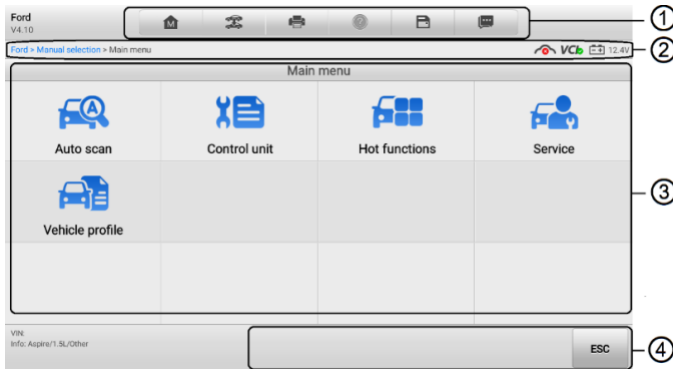 Ford
V4.10
M
?
①
Ford > Manual selection > Main menu
VCI
12.4V
②
Main menu
A
Auto scan
Control unit
Hot functions
Service
③
Vehicle profile
VIN:
Info: Aspire/1.5L/Other
ESC
④